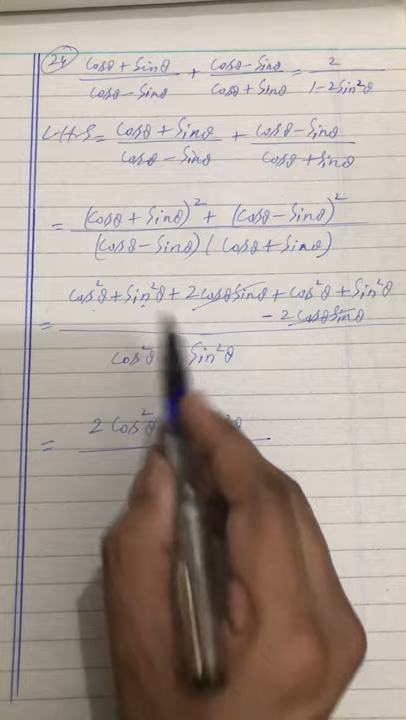 24 (cosθ + sinθ)/(cosθ - sinθ) + (cosθ - sinθ)/(cosθ + sinθ) = 2/(1 - 2sin²θ)
LHS = (cosθ + sinθ)/(cosθ - sinθ) + (cosθ - sinθ)/(cosθ + sinθ)
= ((cosθ + sinθ)² + (cosθ - sinθ)²)/((cosθ - sinθ)(cosθ + sinθ))
= (cos²θ + sin²θ + 2cosθsinθ + cos²θ + sin²θ - 2cosθsinθ)/(cos²θ sin²θ)
= 2cos²θ